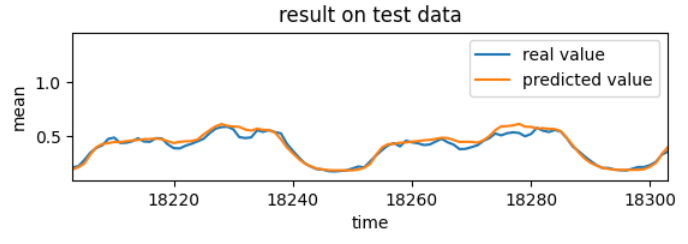 result on test data
real value
predicted value
1.0
0.5
mean
18220
18240
18260
18280
18300
time